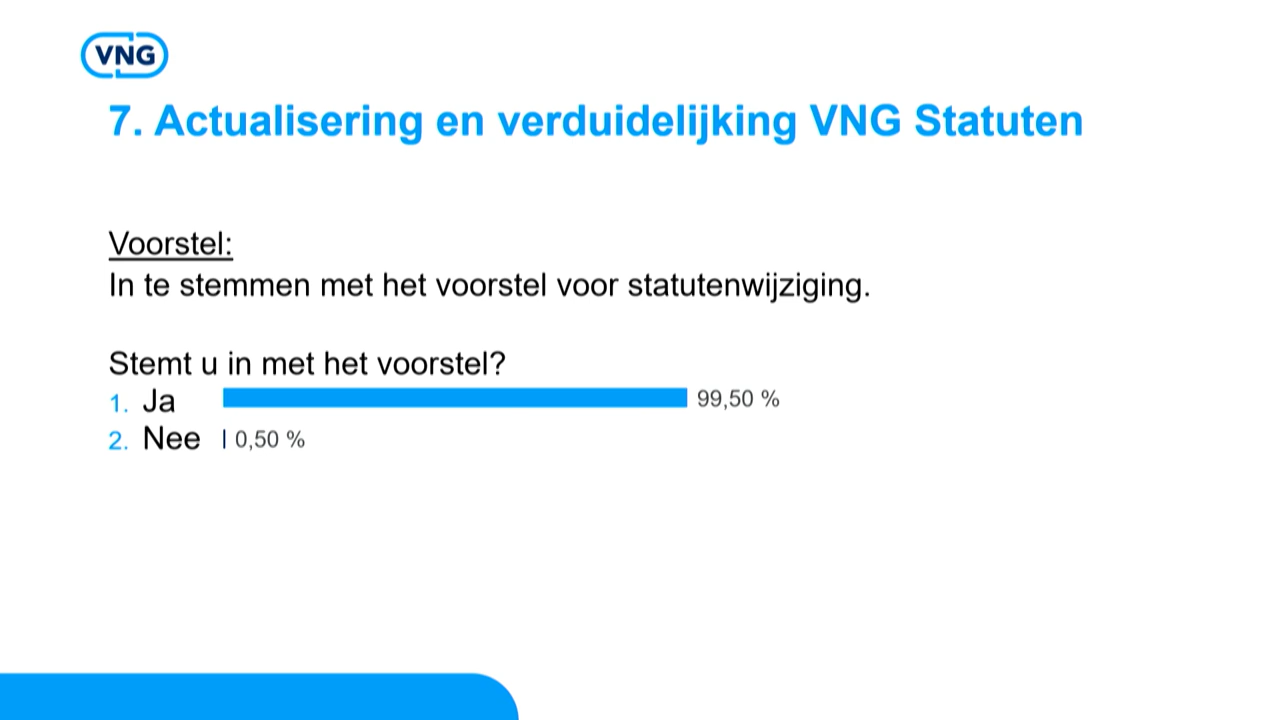 VNG
7. Actualisering en verduidelijking VNG Statuten
Voorstel:
In te stemmen met het voorstel voor statutenwijziging.
Stemt u in met het voorstel?
1. Ja 99,50 %
2. Nee 0,50 %